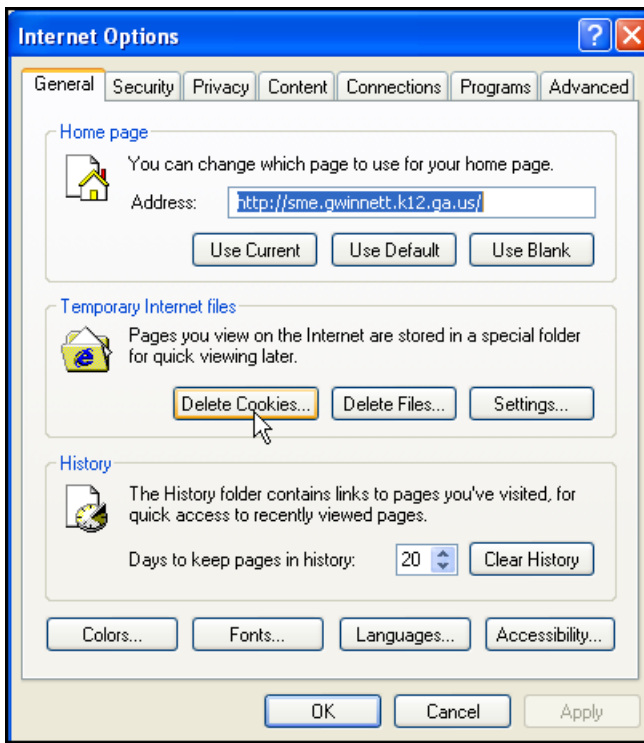 Internet Options
General Security Privacy Content Connections Programs Advanced
Home page
You can change which page to use for your home page.
Address: http://sme.gwinnett.k12.ga.us/
Use Current Use Default Use Blank
Temporary Internet files
Pages you view on the Internet are stored in a special folder
for quick viewing later.
Delete Cookies... Delete Files... Settings...
History
The History folder contains links to pages you've visited, for
quick access to recently viewed pages.
Days to keep pages in history: 20 Clear History
Colors... Fonts... Languages... Accessibility...
OK Cancel Apply